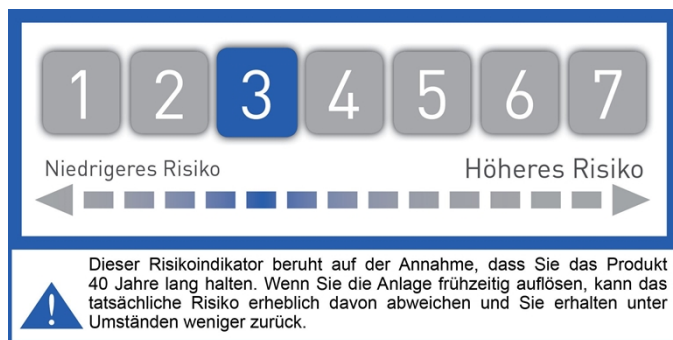 1 2 3 4 5 6 7
Niedrigeres Risiko Höheres Risiko
Dieser Risikoindikator beruht auf der Annahme, dass Sie das Produkt
40 Jahre lang halten. Wenn Sie die Anlage frühzeitig auflösen, kann das
tatsächliche Risiko erheblich davon abweichen und Sie erhalten unter
Umständen weniger zurück.